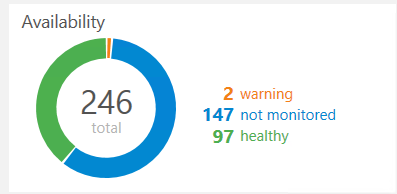 Availability
246
total
2 warning
147 not monitored
97 healthy